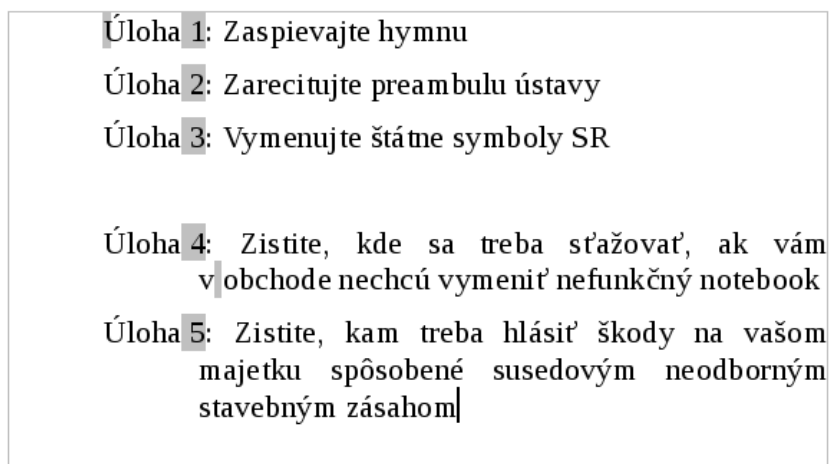 Úloha 1: Zaspievajte hymnu
Úloha 2: Zarecitujte preambulu ústavy
Úloha 3: Vymenujte štátne symboly SR
Úloha 4: Zistite, kde sa treba sťažovať, ak vám
v obchode nechcú vymeniť nefunkčný notebook
Úloha 5: Zistite, kam treba hlásiť škody na vašom
majetku spôsobené susedovým neodborným
stavebným zásahom